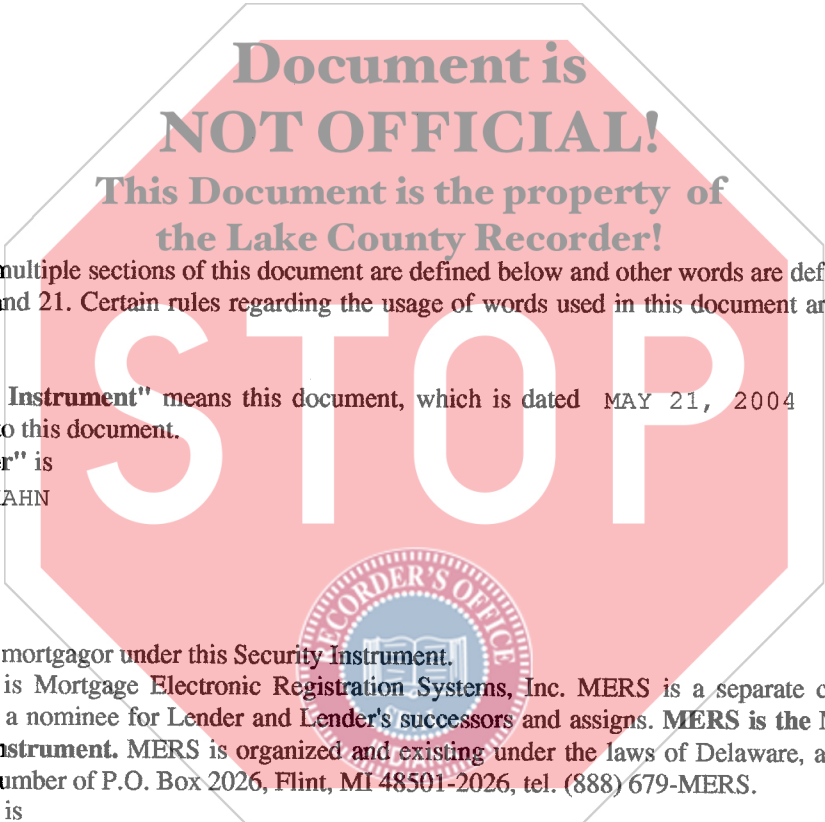 Document is
NOT OFFICIAL!
This Document is the property of
the Lake County Recorder!
multiple sections of this document are defined below and other words are def
and 21. Certain rules regarding the usage of words used in this document ar
STOP
Instrument" means this document, which is dated MAY 21, 2004
to this document.
er" is
AHN
RECORDER'S OFFICE
mortgagor under this Security Instrument.
is Mortgage Electronic Registration Systems, Inc. MERS is a separate c
a nominee for Lender and Lender's successors and assigns. MERS is the M
nstrument. MERS is organized and existing under the laws of Delaware, a
umber of P.O. Box 2026, Flint, MI 48501-2026, tel. (888) 679-MERS.
is